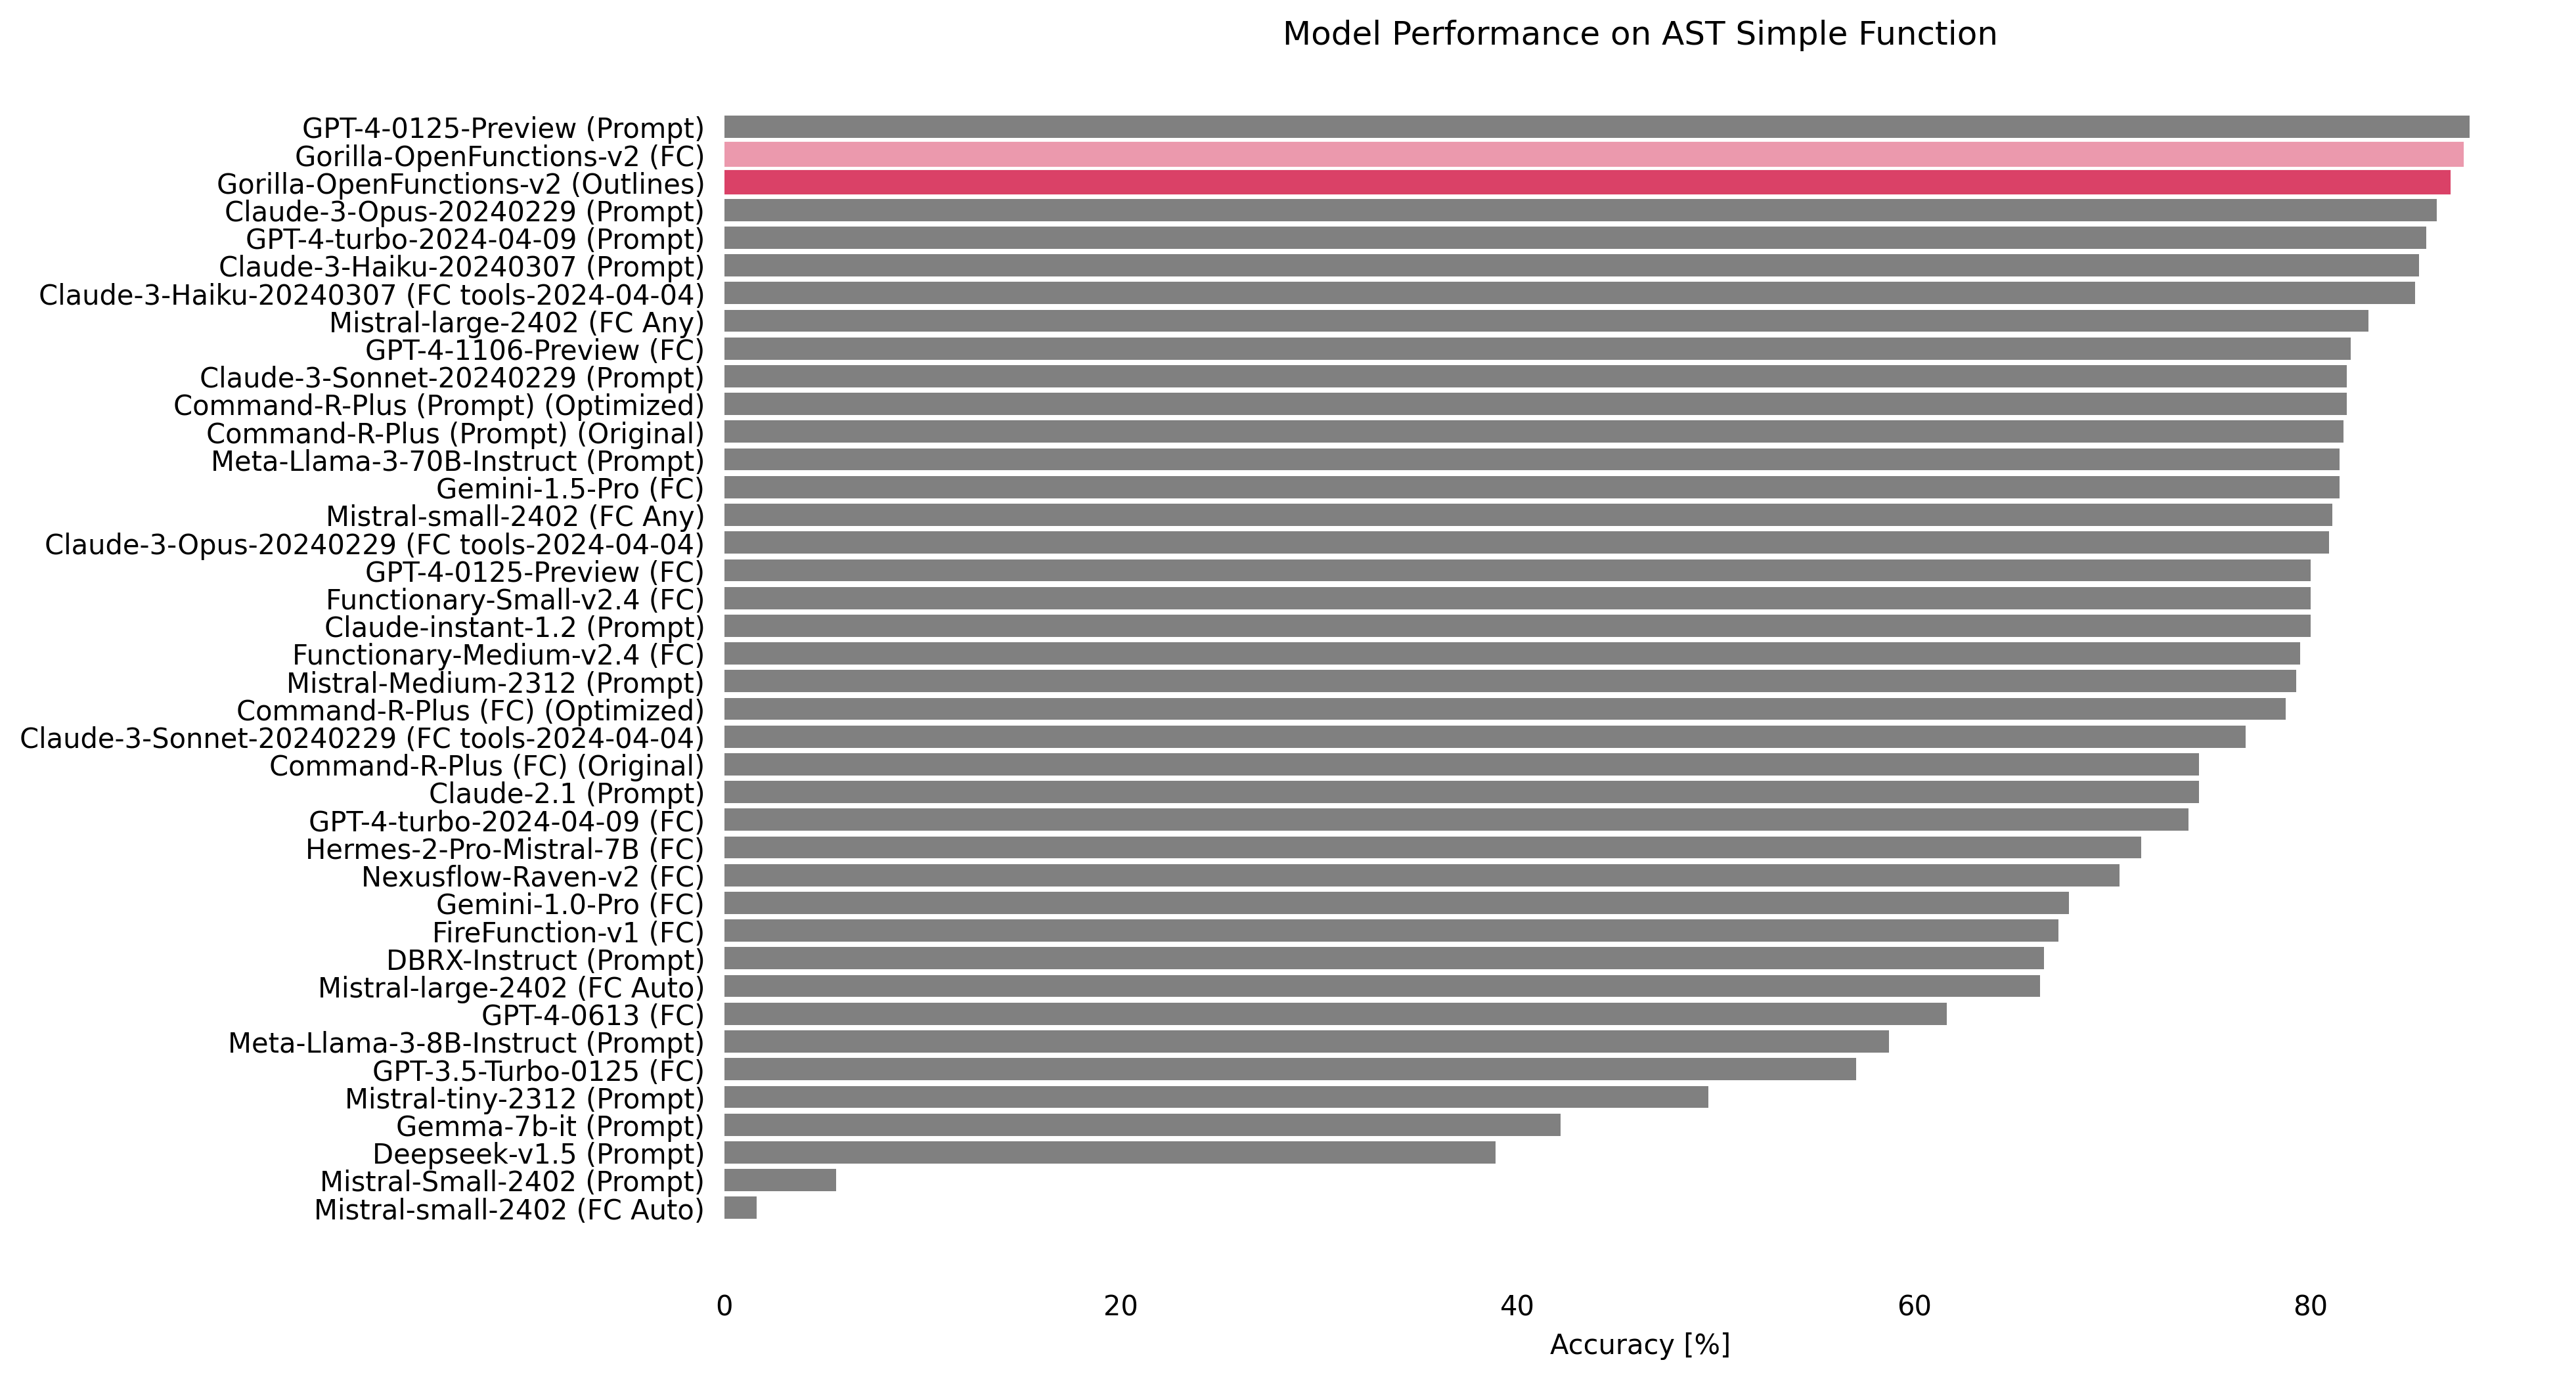 Model Performance on AST Simple Function
GPT-4-0125-Preview (Prompt)
Gorilla-OpenFunctions-v2 (FC)
Gorilla-OpenFunctions-v2 (Outlines)
Claude-3-Opus-20240229 (Prompt)
GPT-4-turbo-2024-04-09 (Prompt)
Claude-3-Haiku-20240307 (Prompt)
Claude-3-Haiku-20240307 (FC tools-2024-04-04)
Mistral-large-2402 (FC Any)
GPT-4-1106-Preview (FC)
Claude-3-Sonnet-20240229 (Prompt)
Command-R-Plus (Prompt) (Optimized)
Command-R-Plus (Prompt) (Original)
Meta-Llama-3-70B-Instruct (Prompt)
Gemini-1.5-Pro (FC)
Mistral-small-2402 (FC Any)
Claude-3-Opus-20240229 (FC tools-2024-04-04)
GPT-4-0125-Preview (FC)
Functionary-Small-v2.4 (FC)
Claude-instant-1.2 (Prompt)
Functionary-Medium-v2.4 (FC)
Mistral-Medium-2312 (Prompt)
Command-R-Plus (FC) (Optimized)
Claude-3-Sonnet-20240229 (FC tools-2024-04-04)
Command-R-Plus (FC) (Original)
Claude-2.1 (Prompt)
GPT-4-turbo-2024-04-09 (FC)
Hermes-2-Pro-Mistral-7B (FC)
Nexusflow-Raven-v2 (FC)
Gemini-1.0-Pro (FC)
FireFunction-v1 (FC)
DBRX-Instruct (Prompt)
Mistral-large-2402 (FC Auto)
GPT-4-0613 (FC)
Meta-Llama-3-8B-Instruct (Prompt)
GPT-3.5-Turbo-0125 (FC)
Mistral-tiny-2312 (Prompt)
Gemma-7b-it (Prompt)
Deepseek-v1.5 (Prompt)
Mistral-Small-2402 (Prompt)
Mistral-small-2402 (FC Auto)
0 20 40 60 80
Accuracy [%]